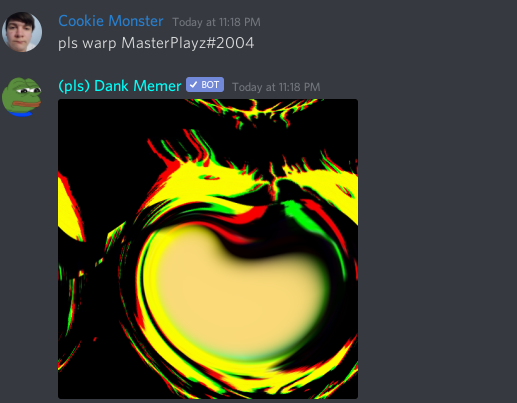 Cookie Monster Today at 11:18 PM
pls warp MasterPlayz#2004
(pls) Dank Memer ✓ BOT Today at 11:18 PM